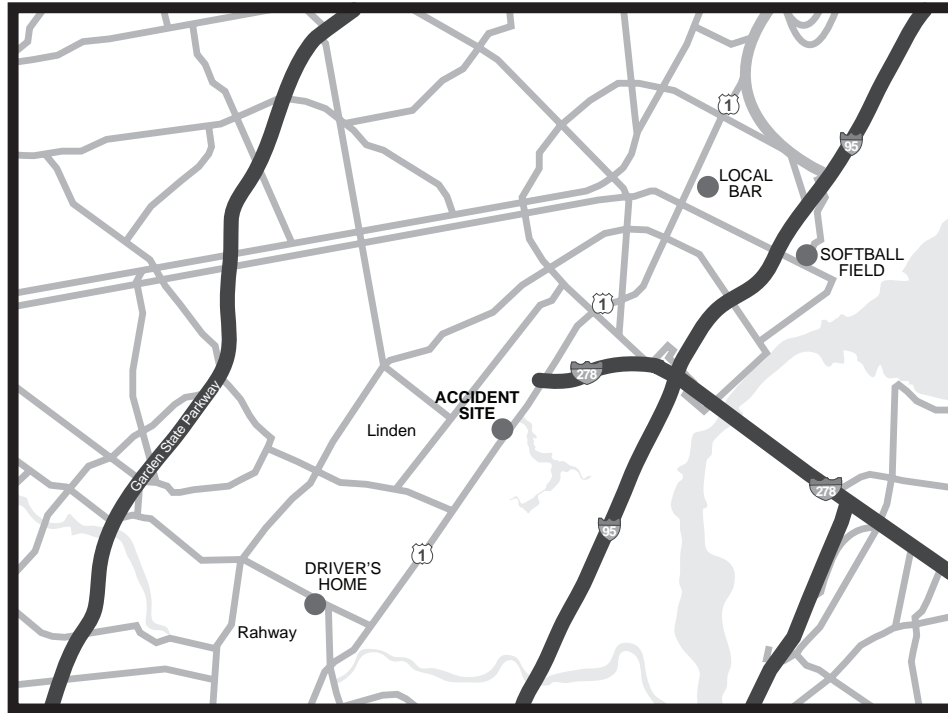 1
95
LOCAL
BAR
SOFTBALL
FIELD
1
278
ACCIDENT
SITE
Linden
Garden State Parkway
278
95
1
DRIVER'S
HOME
Rahway